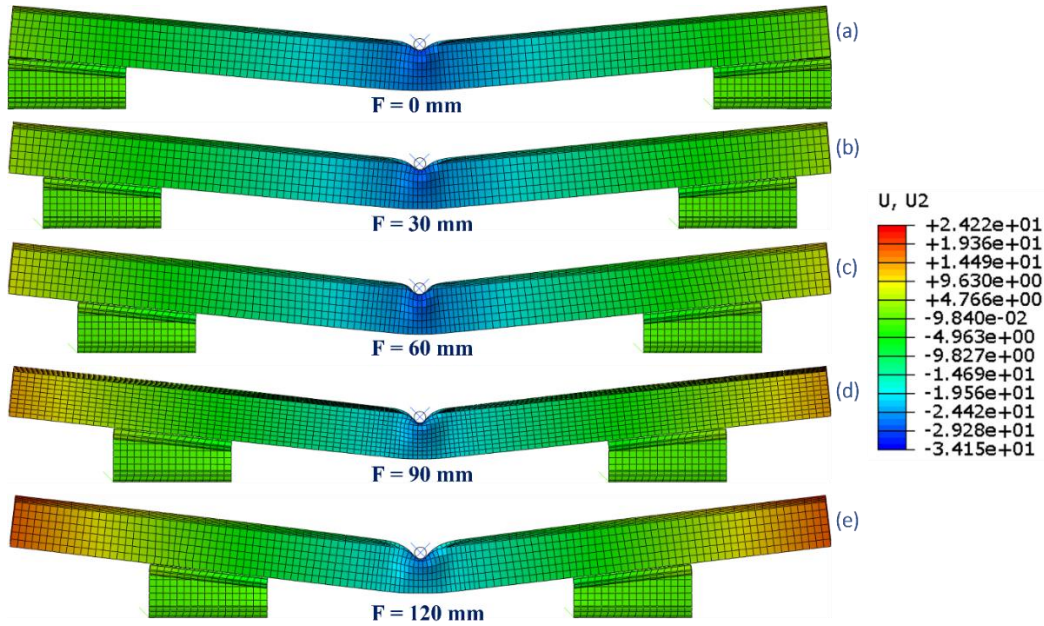 (a)
F = 0 mm
(b)
F = 30 mm
(c)
F = 60 mm
(d)
F = 90 mm
(e)
F = 120 mm
U, U2
+2.422e+01
+1.936e+01
+1.449e+01
+9.630e+00
+4.766e+00
-9.840e-02
-4.963e+00
-9.827e+00
-1.469e+01
-1.956e+01
-2.442e+01
-2.928e+01
-3.415e+01